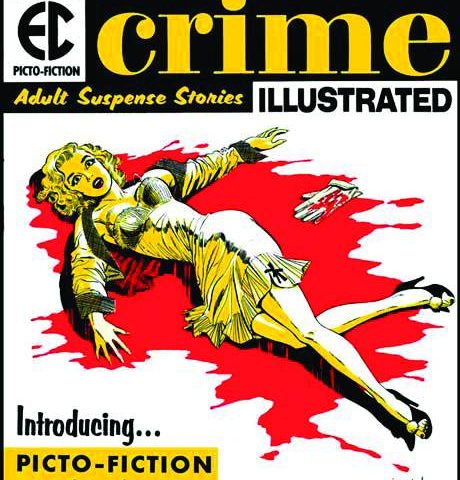 EC
PICTO-FICTION
crime
Adult Suspense Stories
ILLUSTRATED
Introducing...
PICTO-FICTION